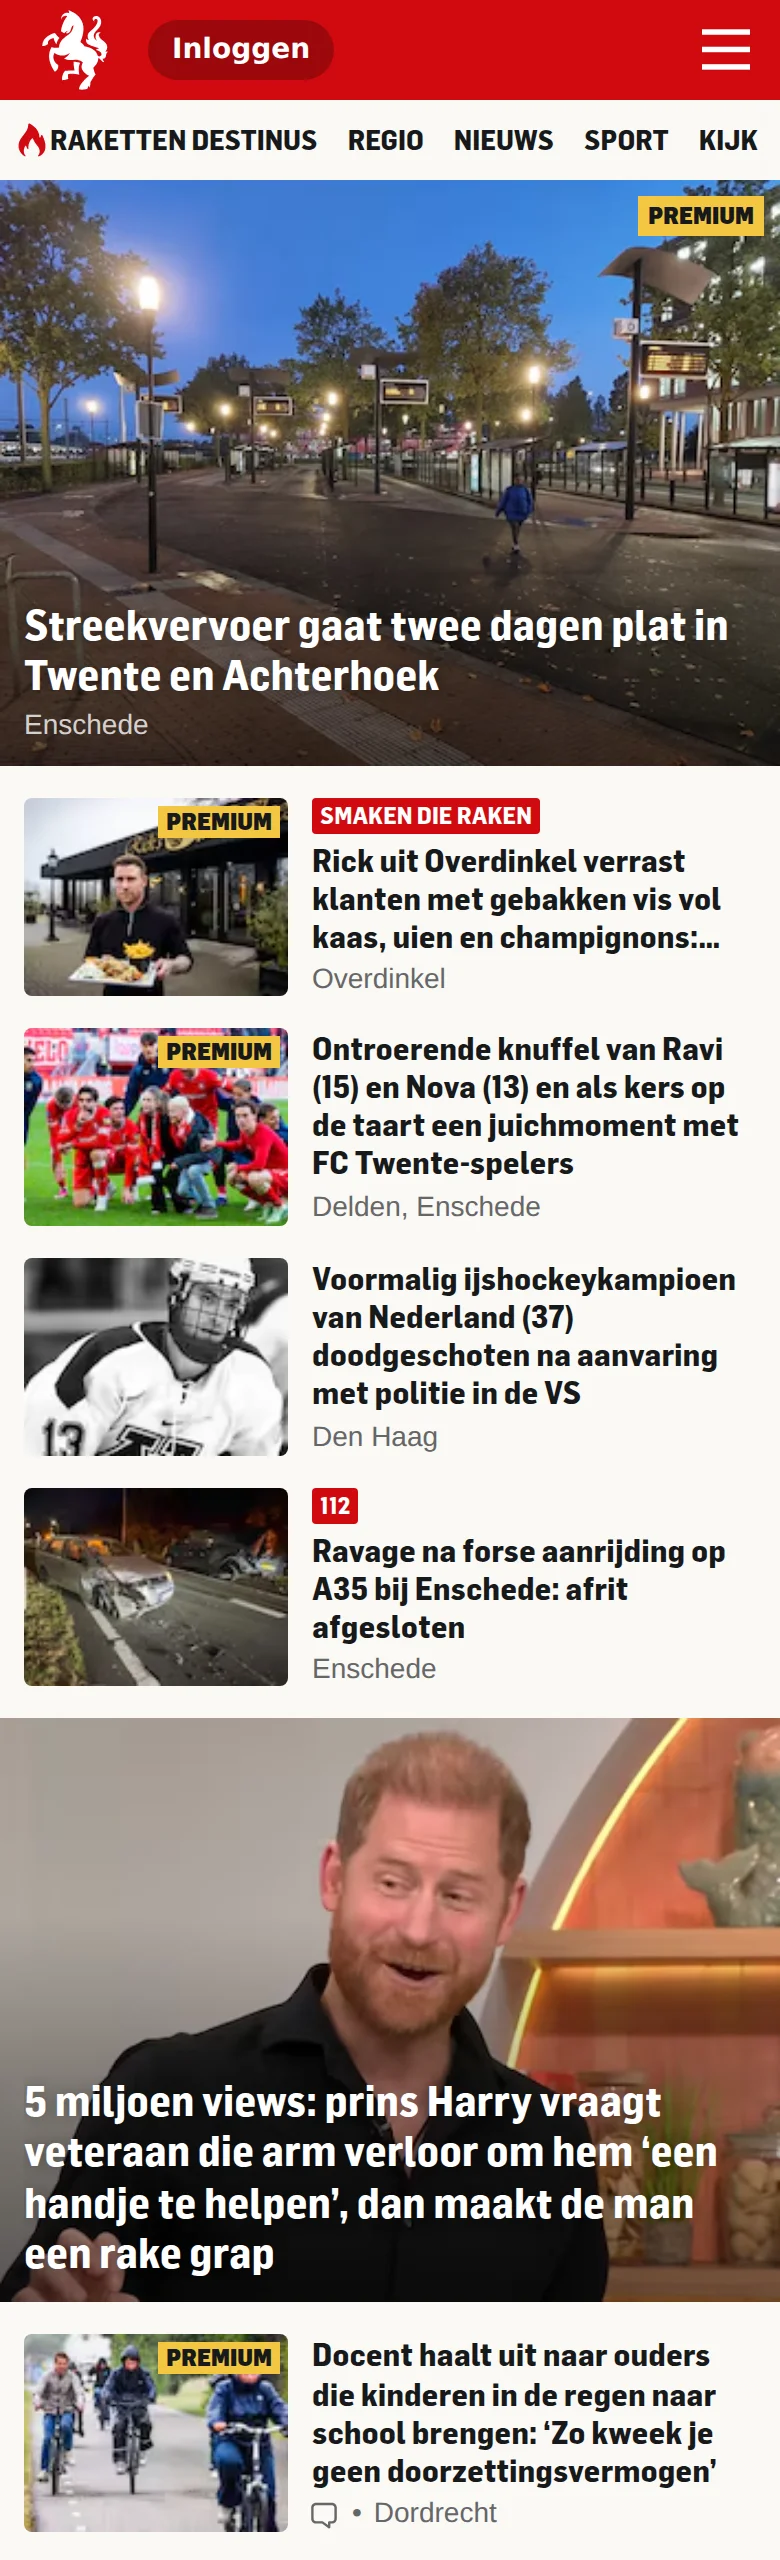 Inloggen
RAKETTEN DESTINUS REGIO NIEUWS SPORT KIJK
PREMIUM
Streekvervoer gaat twee dagen plat in
Twente en Achterhoek
Enschede
PREMIUM
SMAKEN DIE RAKEN
Rick uit Overdinkel verrast
klanten met gebakken vis vol
kaas, uien en champignons:...
Overdinkel
PREMIUM
Ontroerende knuffel van Ravi
(15) en Nova (13) en als kers op
de taart een juichmoment met
FC Twente-spelers
Delden, Enschede
13
Voormalig ijshockeykampioen
van Nederland (37)
doodgeschoten na aanvaring
met politie in de VS
Den Haag
112
Ravage na forse aanrijding op
A35 bij Enschede: afrit
afgesloten
Enschede
5 miljoen views: prins Harry vraagt
veteraan die arm verloor om hem ‘een
handje te helpen’, dan maakt de man
een rake grap
PREMIUM
Docent haalt uit naar ouders
die kinderen in de regen naar
school brengen: ‘Zo kweek je
geen doorzettingsvermogen’
• Dordrecht